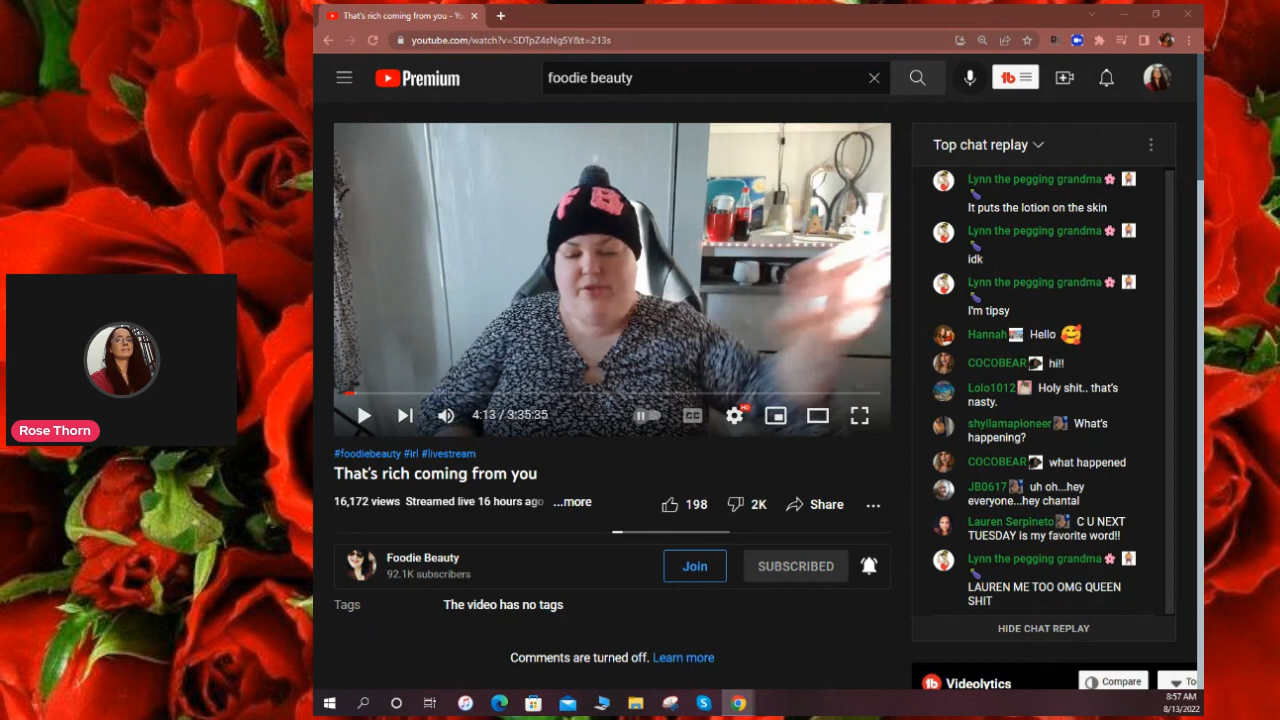 That's rich coming from you - Yo
youtube.com/watch?v=SDTpZ4sNg5Y&t=213s
Premium
foodie beauty
Top chat replay
Lynn the pegging grandma
It puts the lotion on the skin
Lynn the pegging grandma
idk
Lynn the pegging grandma
I'm tipsy
Hannah Hello
COCOBEAR hi!!
Lolo1012 Holy shit.. that's
nasty.
shyllamapioneer What's
happening?
COCOBEAR what happened
JB0617 uh oh...hey
everyone...hey chantal
Lauren Serpineto C U NEXT
TUESDAY is my favorite word!!
Lynn the pegging grandma
LAUREN ME TOO OMG QUEEN
SHIT
HIDE CHAT REPLAY
F B
4:13 / 3:35:35
CC
HD
Rose Thorn
#foodiebeauty #irl #livestream
That's rich coming from you
16,172 views Streamed live 16 hours ago ...more
198
2K
Share
Foodie Beauty
92.1K subscribers
Join
SUBSCRIBED
Tags
The video has no tags
Comments are turned off. Learn more
tb Videolytics
Compare
To
8:57 AM
8/13/2022